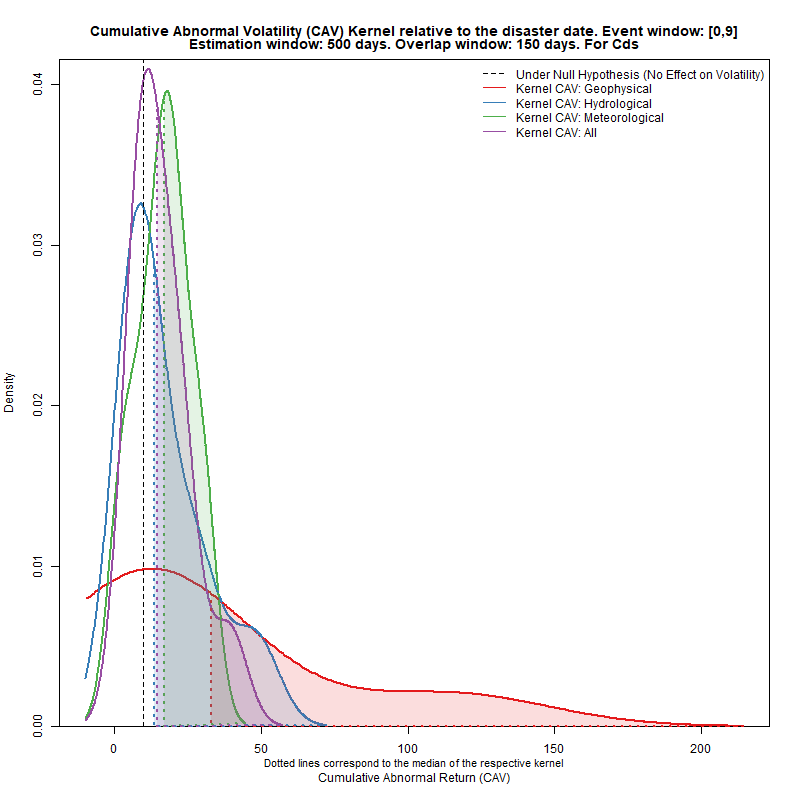 Cumulative Abnormal Volatility (CAV) Kernel relative to the disaster date. Event window: [0,9]
Estimation window: 500 days. Overlap window: 150 days. For Cds
Under Null Hypothesis (No Effect on Volatility)
Kernel CAV: Geophysical
Kernel CAV: Hydrological
Kernel CAV: Meteorological
Kernel CAV: All
0.04
0.03
0.02
0.01
0.00
Density
0 50 100 150 200
Dotted lines correspond to the median of the respective kernel
Cumulative Abnormal Return (CAV)